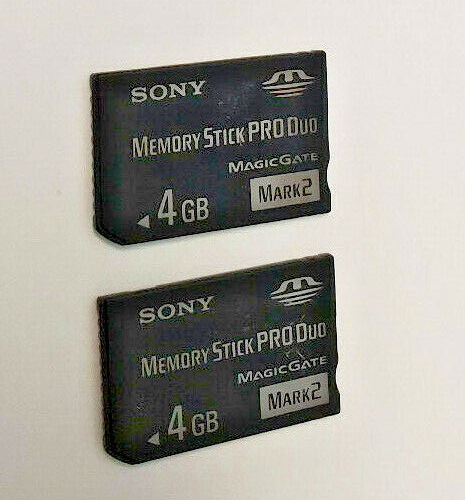 SONY
MEMORY STICK PRO DUO
MAGICGATE
MARK2
4GB
SONY
MEMORY STICK PRO DUO
MAGICGATE
MARK2
4GB